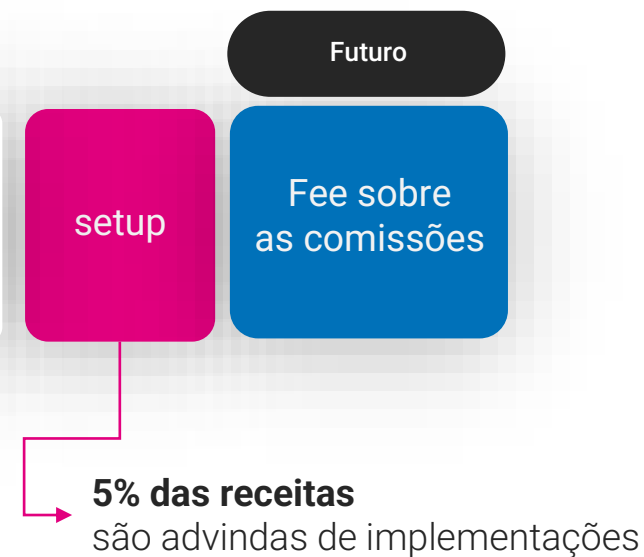 Futuro
setup
Fee sobre
as comissões
5% das receitas
são advindas de implementações